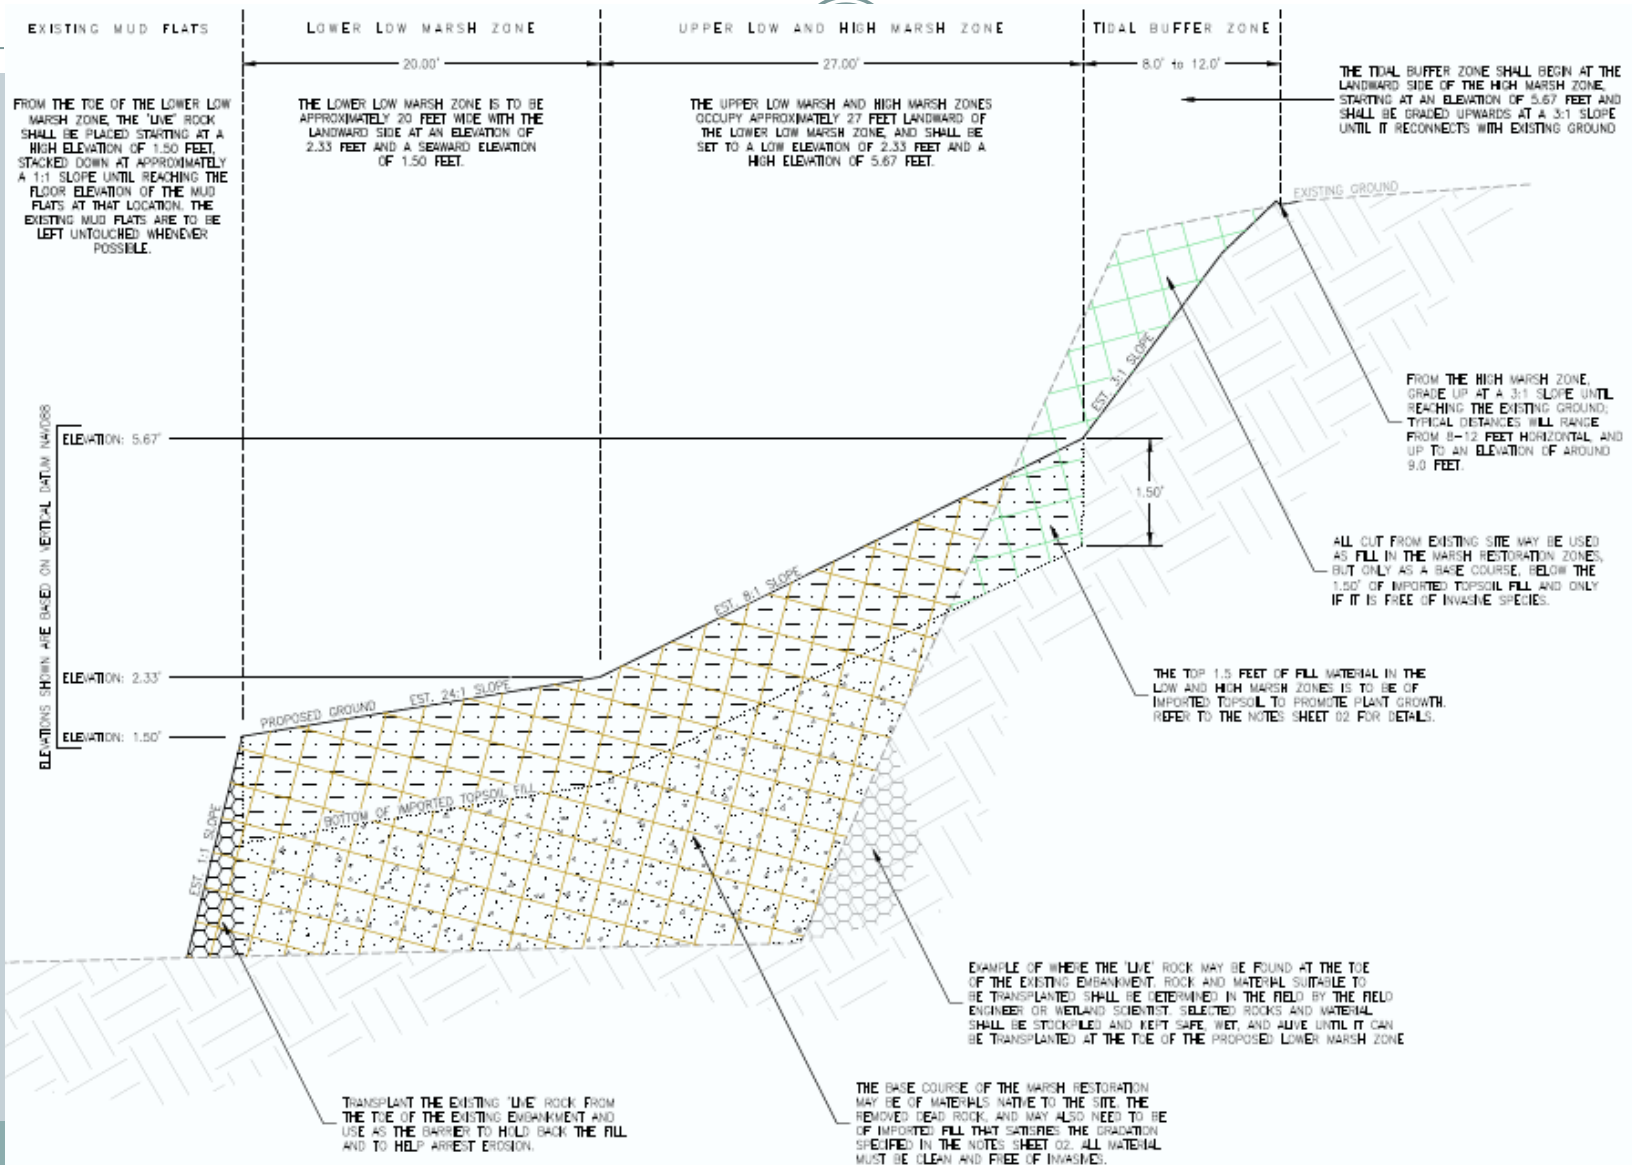 EXISTING MUD FLATS
LOWER LOW MARSH ZONE
UPPER LOW AND HIGH MARSH ZONE
TIDAL BUFFER ZONE
20.00'
27.00'
8.0' to 12.0'
FROM THE TOE OF THE LOWER LOW
MARSH ZONE, THE 'LIVE' ROCK
SHALL BE PLACED STARTING AT A
HIGH ELEVATION OF 1.50 FEET,
STACKED DOWN AT APPROXIMATELY
A 1:1 SLOPE UNTIL REACHING THE
FLOOR ELEVATION OF THE MUD
FLATS AT THAT LOCATION. THE
EXISTING MUD FLATS ARE TO BE
LEFT UNTOUCHED WHENEVER
POSSIBLE.
THE LOWER LOW MARSH ZONE IS TO BE
APPROXIMATELY 20 FEET WIDE WITH THE
LANDWARD SIDE AT AN ELEVATION OF
2.33 FEET AND A SEAWARD ELEVATION
OF 1.50 FEET.
THE UPPER LOW MARSH AND HIGH MARSH ZONES
OCCUPY APPROXIMATELY 27 FEET LANDWARD OF
THE LOWER LOW MARSH ZONE, AND SHALL BE
SET TO A LOW ELEVATION OF 2.33 FEET AND A
HIGH ELEVATION OF 5.67 FEET.
THE TIDAL BUFFER ZONE SHALL BEGIN AT THE
LANDWARD SIDE OF THE HIGH MARSH ZONE,
STARTING AT AN ELEVATION OF 5.67 FEET AND
SHALL BE GRADED UPWARDS AT A 3:1 SLOPE
UNTIL IT RECONNECTS WITH EXISTING GROUND
EXISTING GROUND
EST. 3:1 SLOPE
FROM THE HIGH MARSH ZONE,
GRADE UP AT A 3:1 SLOPE UNTIL
REACHING THE EXISTING GROUND;
TYPICAL DISTANCES WILL RANGE
FROM 8-12 FEET HORIZONTAL, AND
UP TO AN ELEVATION OF AROUND
9.0 FEET.
ELEVATIONS SHOWN ARE BASED ON VERTICAL DATUM NAVD88
ELEVATION: 5.67'
1.50'
ALL CUT FROM EXISTING SITE MAY BE USED
AS FILL IN THE MARSH RESTORATION ZONES,
BUT ONLY AS A BASE COURSE, BELOW THE
1.50' OF IMPORTED TOPSOIL FILL AND ONLY
IF IT IS FREE OF INVASIVE SPECIES.
EST. 8:1 SLOPE
ELEVATION: 2.33'
EST. 24:1 SLOPE
PROPOSED GROUND
ELEVATION: 1.50'
THE TOP 1.5 FEET OF FILL MATERIAL IN THE
LOW AND HIGH MARSH ZONES IS TO BE OF
IMPORTED TOPSOIL TO PROMOTE PLANT GROWTH.
REFER TO THE NOTES SHEET 02 FOR DETAILS.
BOTTOM OF IMPORTED TOPSOIL FILL
EST. 1:1 SLOPE
EXAMPLE OF WHERE THE 'LIVE' ROCK MAY BE FOUND AT THE TOE
OF THE EXISTING EMBANKMENT. ROCK AND MATERIAL SUITABLE TO
BE TRANSPLANTED SHALL BE DETERMINED IN THE FIELD BY THE FIELD
ENGINEER OR WETLAND SCIENTIST. SELECTED ROCKS AND MATERIAL
SHALL BE STOCKPILED AND KEPT SAFE, WET, AND ALIVE UNTIL IT CAN
BE TRANSPLANTED AT THE TOE OF THE PROPOSED LOWER MARSH ZONE
TRANSPLANT THE EXISTING 'LIVE' ROCK FROM
THE TOE OF THE EXISTING EMBANKMENT AND
USE AS THE BARRIER TO HOLD BACK THE FILL
AND TO HELP ARREST EROSION.
THE BASE COURSE OF THE MARSH RESTORATION
MAY BE OF MATERIALS NATIVE TO THE SITE, THE
REMOVED DEAD ROCK, AND MAY ALSO NEED TO BE
OF IMPORTED FILL THAT SATISFIES THE GRADATION
SPECIFIED IN THE NOTES SHEET 02. ALL MATERIAL
MUST BE CLEAN AND FREE OF INVASIVES.